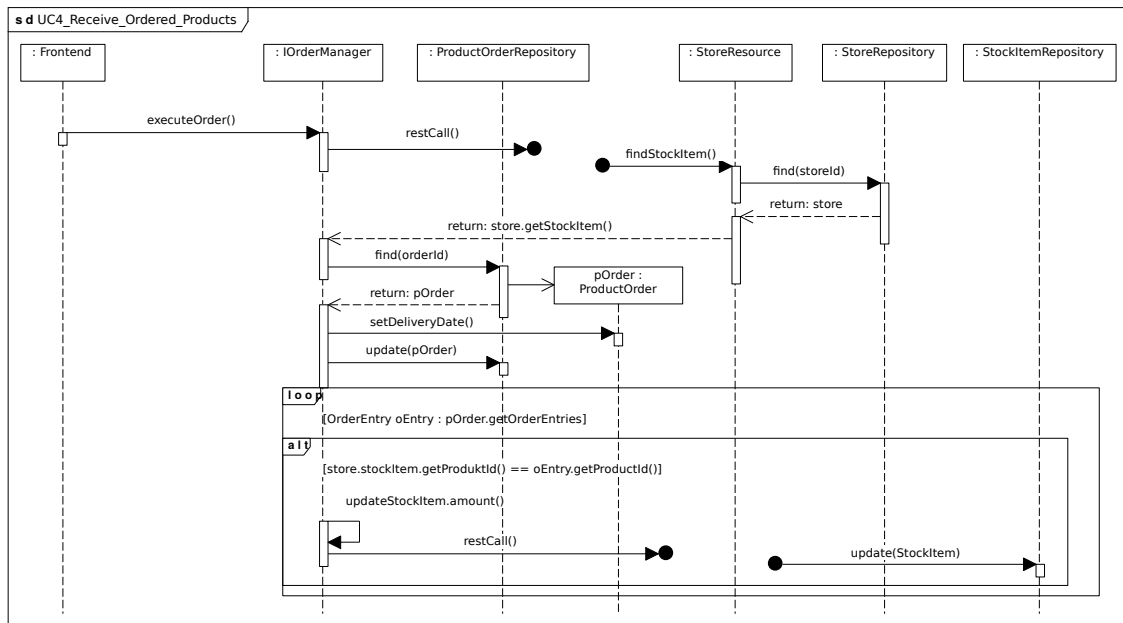 sd UC4_Receive_Ordered_Products
: Frontend
: IOrderManager
: ProductOrderRepository
: StoreResource
: StoreRepository
: StockItemRepository
executeOrder()
restCall()
findStockItem()
find(storeId)
return: store
return: store.getStockItem()
find(orderId)
pOrder :
ProductOrder
return: pOrder
setDeliveryDate()
update(pOrder)
loop
[OrderEntry oEntry : pOrder.getOrderEntries]
alt
[store.stockItem.getProduktId() == oEntry.getProductId()]
updateStockItem.amount()
restCall()
update(StockItem)